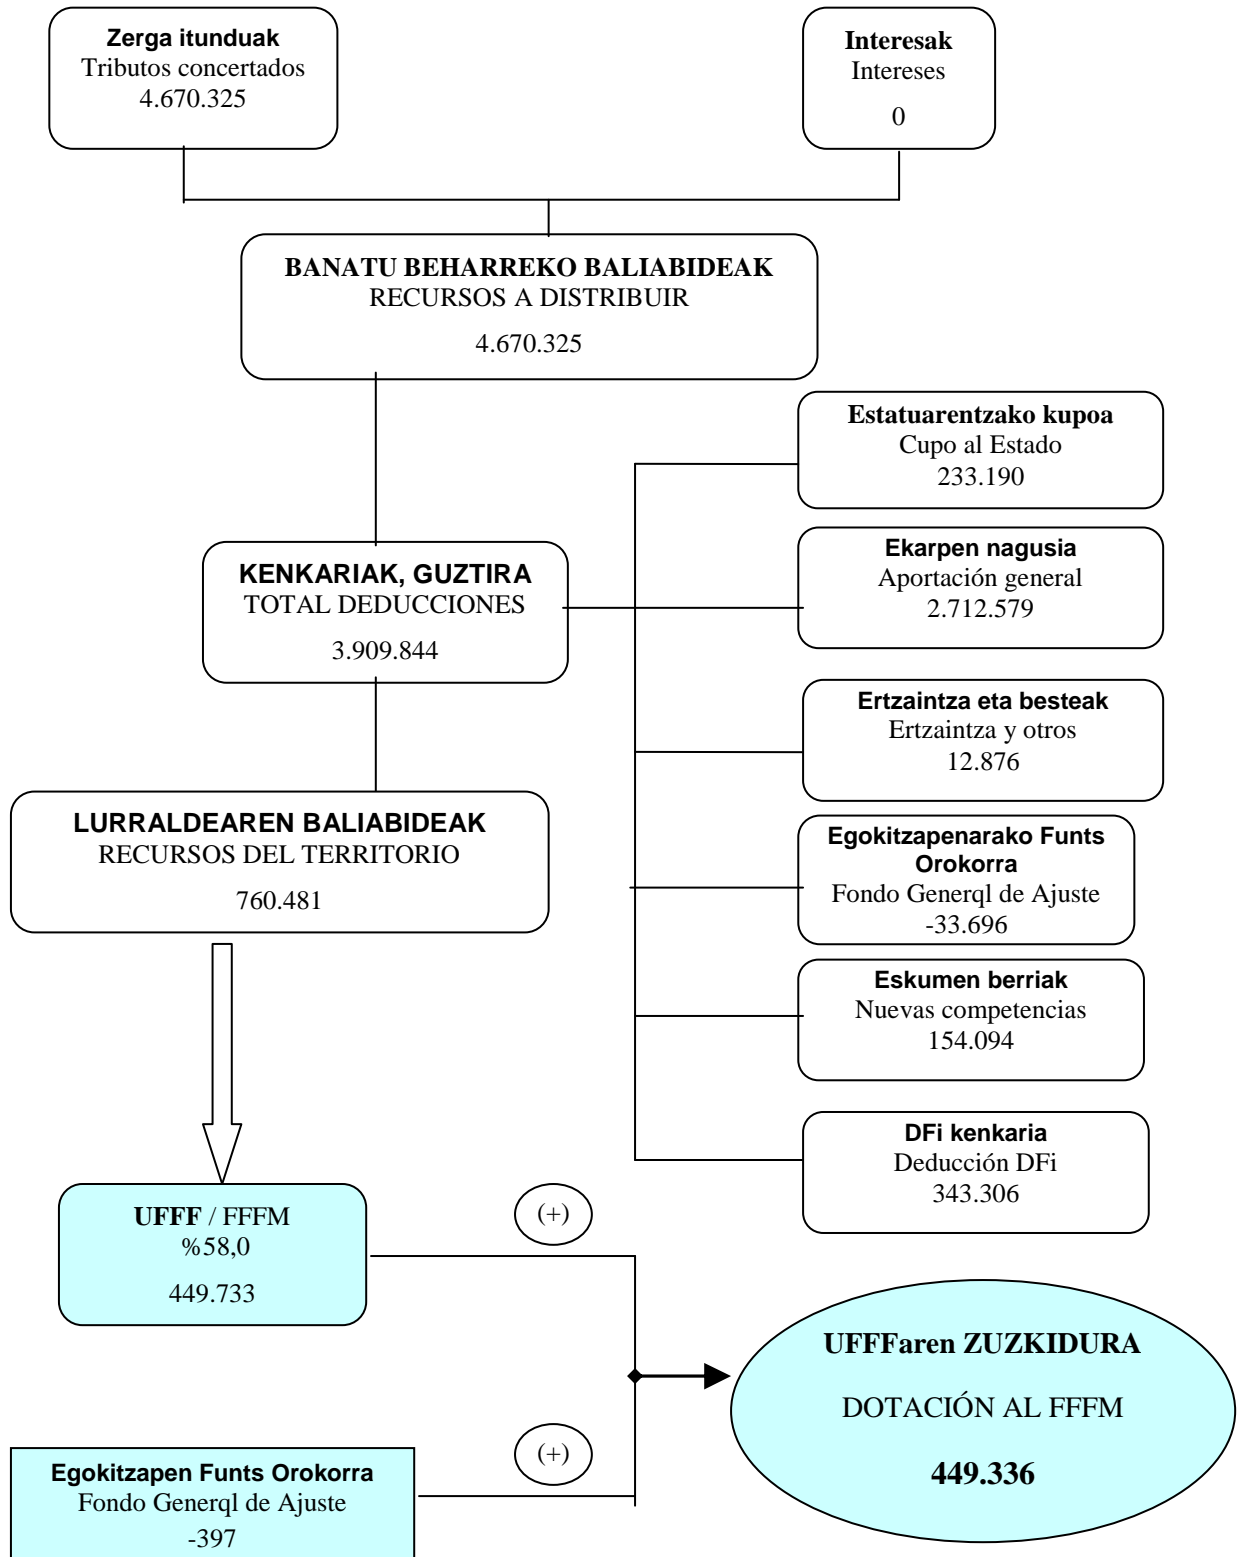 Zerga itunduak
Tributos concertados
4.670.325
Interesak
Intereses
0
BANATU BEHARREKO BALIABIDEAK
RECURSOS A DISTRIBUIR
4.670.325
Estatuarentzako kupoa
Cupo al Estado
233.190
Ekarpen nagusia
Aportación general
2.712.579
KENKARIAK, GUZTIRA
TOTAL DEDUCCIONES
3.909.844
Ertzaintza eta besteak
Ertzaintza y otros
12.876
LURRALDEAREN BALIABIDEAK
RECURSOS DEL TERRITORIO
760.481
Egokitzapenarako Funts
Orokorra
Fondo Generql de Ajuste
-33.696
Eskumen berriak
Nuevas competencias
154.094
DFi kenkaria
Deducción DFi
343.306
UFFF / FFFM
%58,0
449.733
(+)
UFFFaren ZUZKIDURA
DOTACIÓN AL FFFM
449.336
(+)
Egokitzapen Funts Orokorra
Fondo Generql de Ajuste
-397